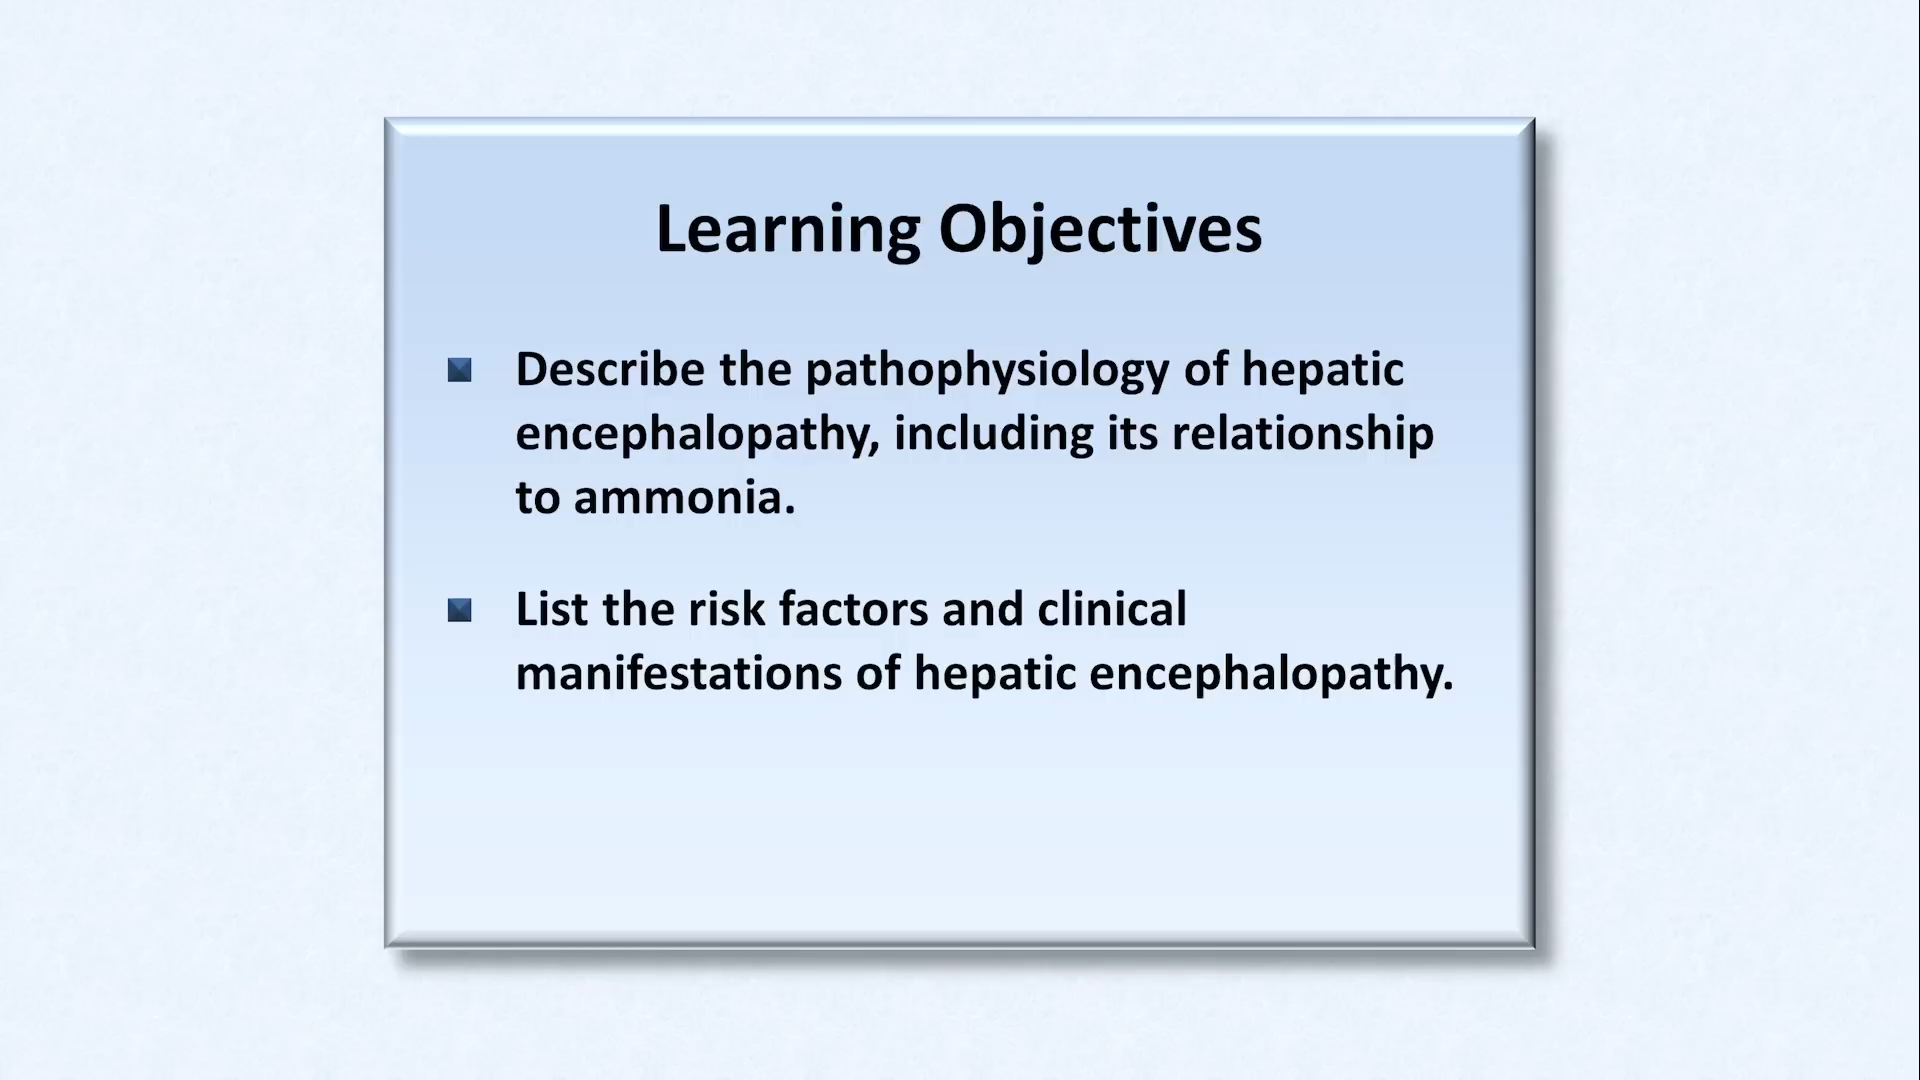 Learning Objectives
Describe the pathophysiology of hepatic
encephalopathy, including its relationship
to ammonia.
List the risk factors and clinical
manifestations of hepatic encephalopathy.